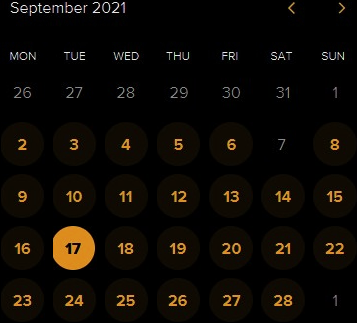 September 2021 < >
MON TUE WED THU FRI SAT SUN
26 27 28 29 30 31 1
2 3 4 5 6 7 8
9 10 11 12 13 14 15
16 17 18 19 20 21 22
23 24 25 26 27 28 1